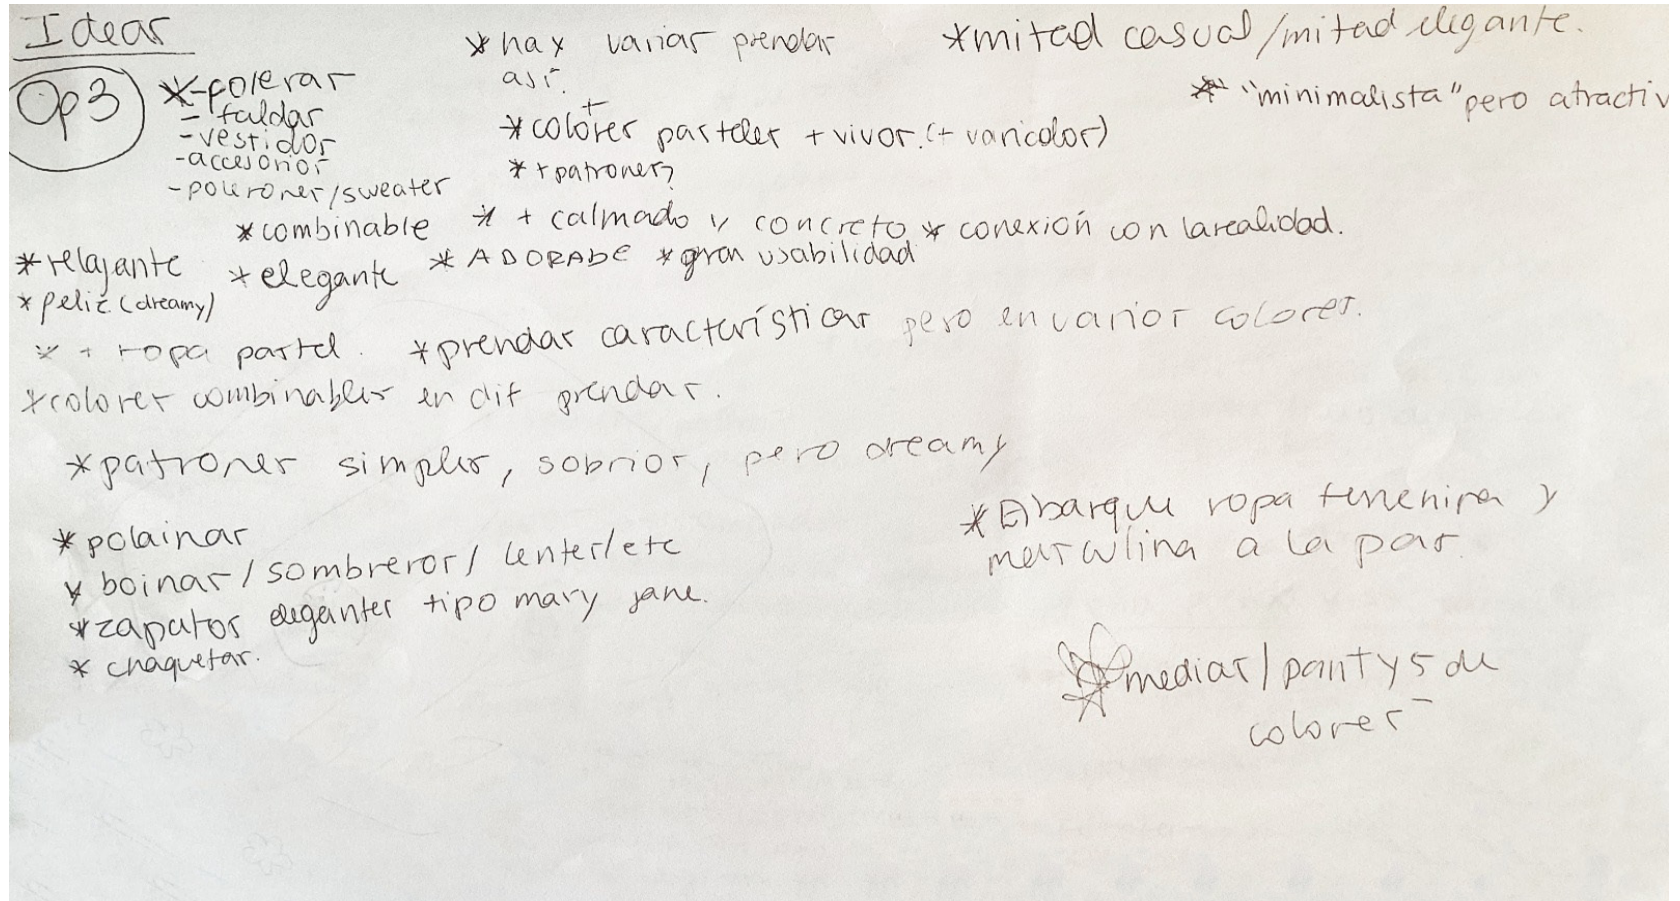 Ideas
Op3
* -poleras
- faldas
- vestidos
- accesorios
- polerones/sweater
* hay varias prendas
así.
+
* colores pasteles + vivos. (+ varicolor)
* + patrones?
* mitad casual/mitad elegante.
* "minimalista" pero atractiv
* combinable
* + calmado y concreto * conexión con la realidad.
* relajante
* elegante
* ADORABE * gran usabilidad
* (dreamy)
* + ropa pastel. * prendas características pero en varios colores.
* colores combinables en dif prendas.
* patrones simples, sobrios, pero dreamy
* polainas
* boinas/sombreros/lentes/etc
* zapatos elegantes tipo mary jane.
* chaquetas.
* Abarque ropa femenina y
masculina a la par.
* medias/pantys de
colores